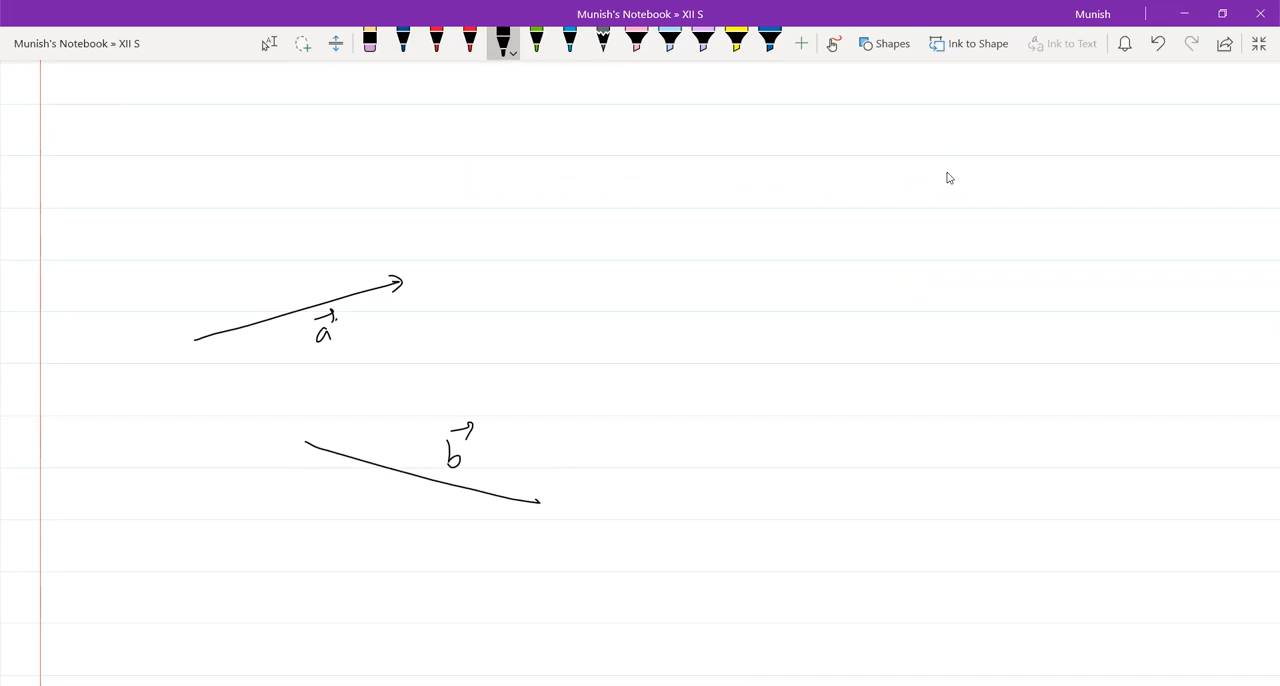 Munish's Notebook » XII S
Munish
Munish's Notebook » XII S
Shapes
Ink to Shape
Ink to Text
a⃗
b⃗